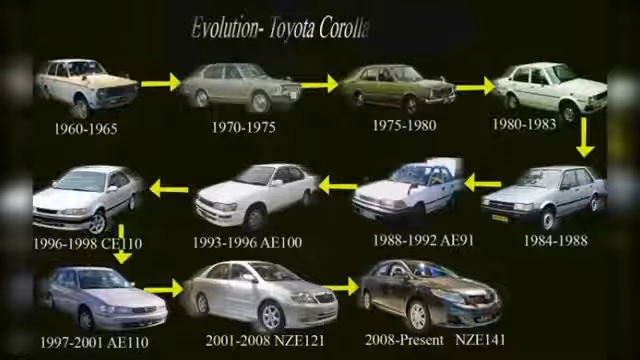 Evolution- Toyota Corolla
1960-1965
1970-1975
1975-1980
1980-1983
1984-1988
1988-1992 AE91
1993-1996 AE100
1996-1998 CE110
1997-2001 AE110
2001-2008 NZE121
2008-Present NZE141